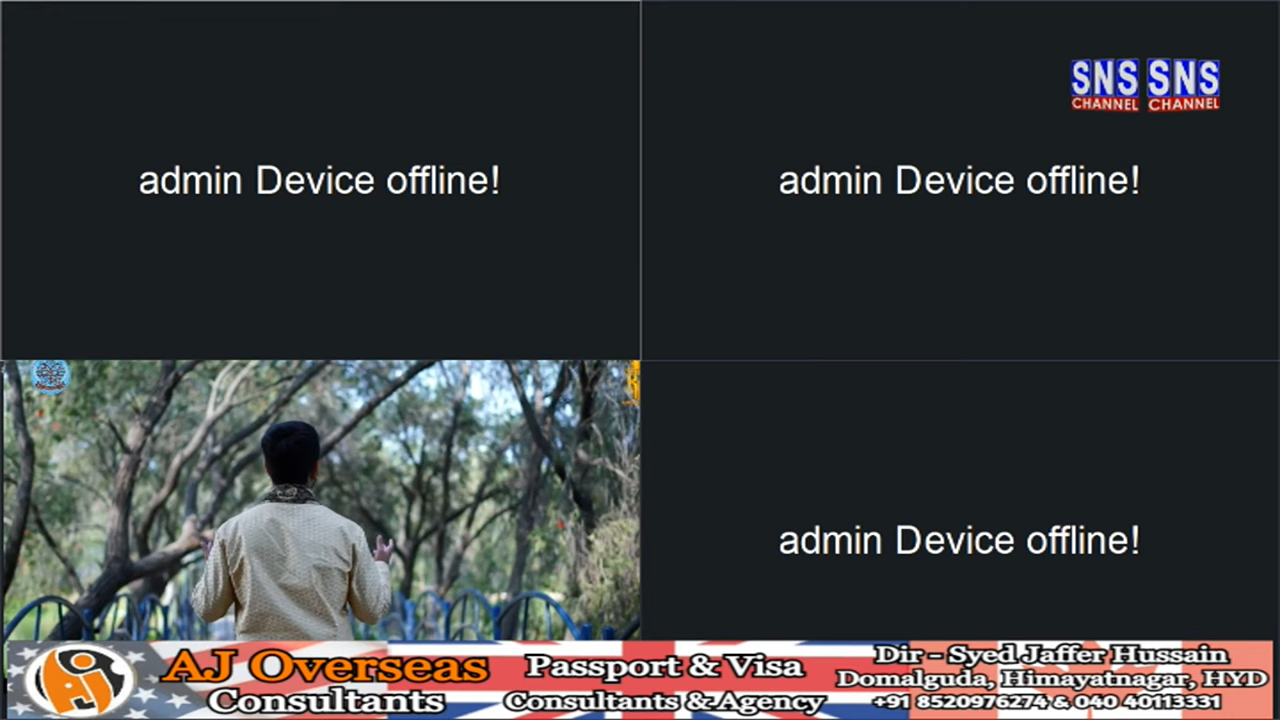 admin Device offline!
admin Device offline!
SNS SNS
CHANNEL CHANNEL
admin Device offline!
AJ Overseas
Consultants
Passport & Visa
Consultants & Agency
Dir - Syed Jaffer Hussain
Domalguda, Himayatnagar, HYD
+91 8520976274 & 040 40113331